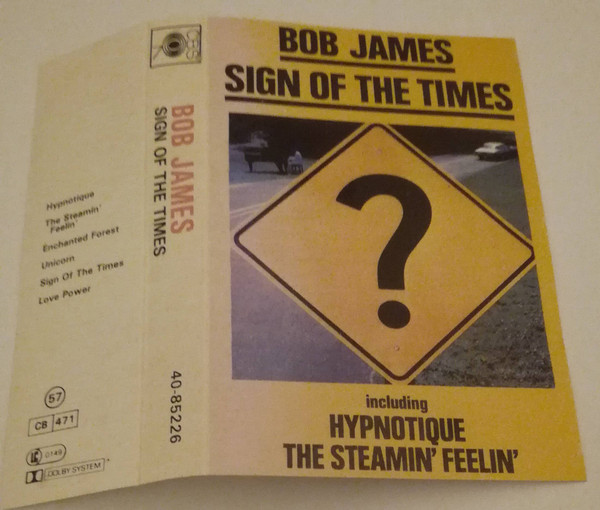 BOB JAMES
SIGN OF THE TIMES
?
including
HYPNOTIQUE
THE STEAMIN' FEELIN'
CBS
BOB JAMES
SIGN OF THE TIMES
40-85226
Hypnotique
The Steamin'
Feelin'
Enchanted Forest
Unicorn
Sign Of The Times
Love Power
57
CB 471
0149
DOLBY SYSTEM